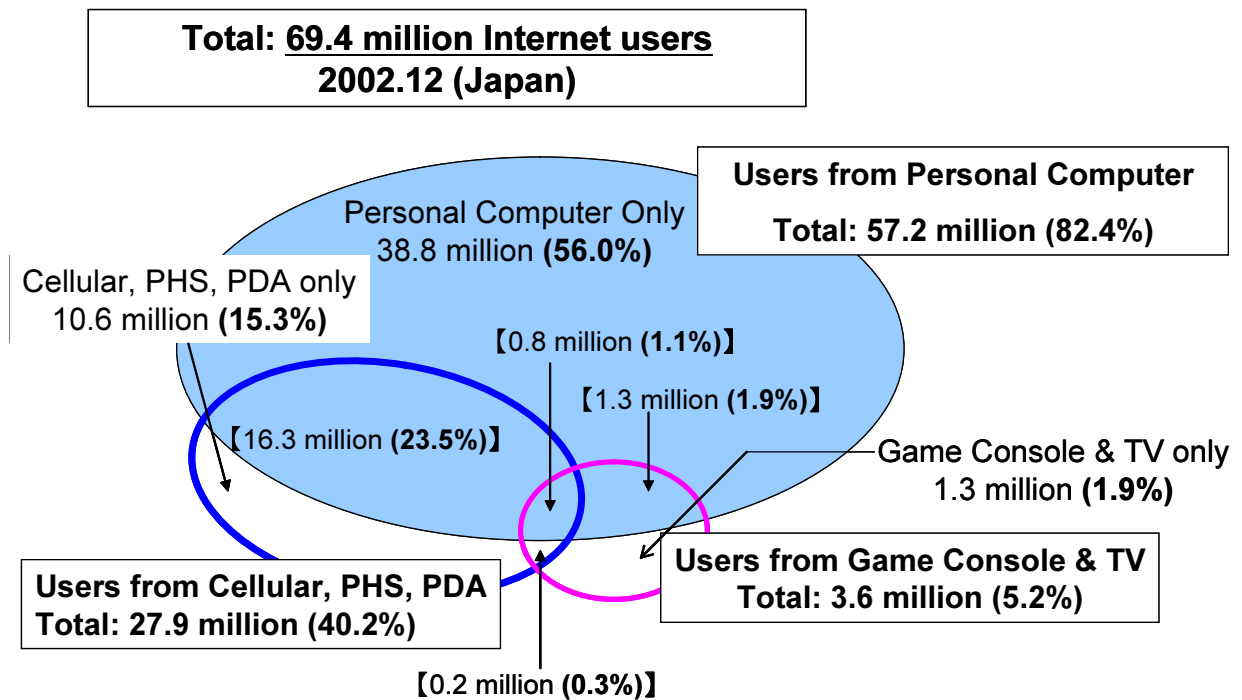 Total: 69.4 million Internet users
2002.12 (Japan)
Users from Personal Computer
Total: 57.2 million (82.4%)
Personal Computer Only
38.8 million (56.0%)
Cellular, PHS, PDA only
10.6 million (15.3%)
【0.8 million (1.1%)】
【1.3 million (1.9%)】
【16.3 million (23.5%)】
Game Console & TV only
1.3 million (1.9%)
Users from Game Console & TV
Total: 3.6 million (5.2%)
Users from Cellular, PHS, PDA
Total: 27.9 million (40.2%)
【0.2 million (0.3%)】